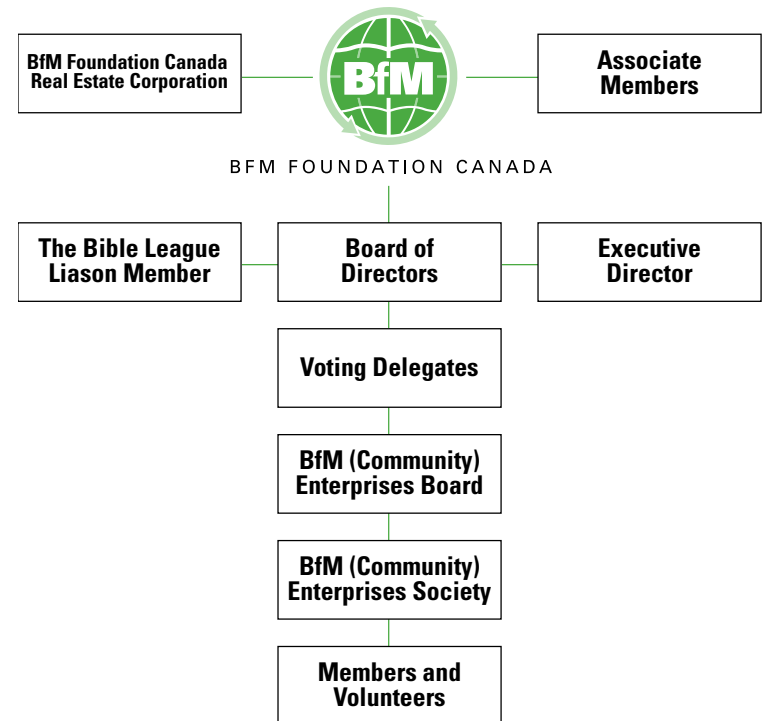 BfM Foundation Canada
Real Estate Corporation
BfM
Associate
Members
BFM FOUNDATION CANADA
The Bible League
Liason Member
Board of
Directors
Executive
Director
Voting Delegates
BfM (Community)
Enterprises Board
BfM (Community)
Enterprises Society
Members and
Volunteers